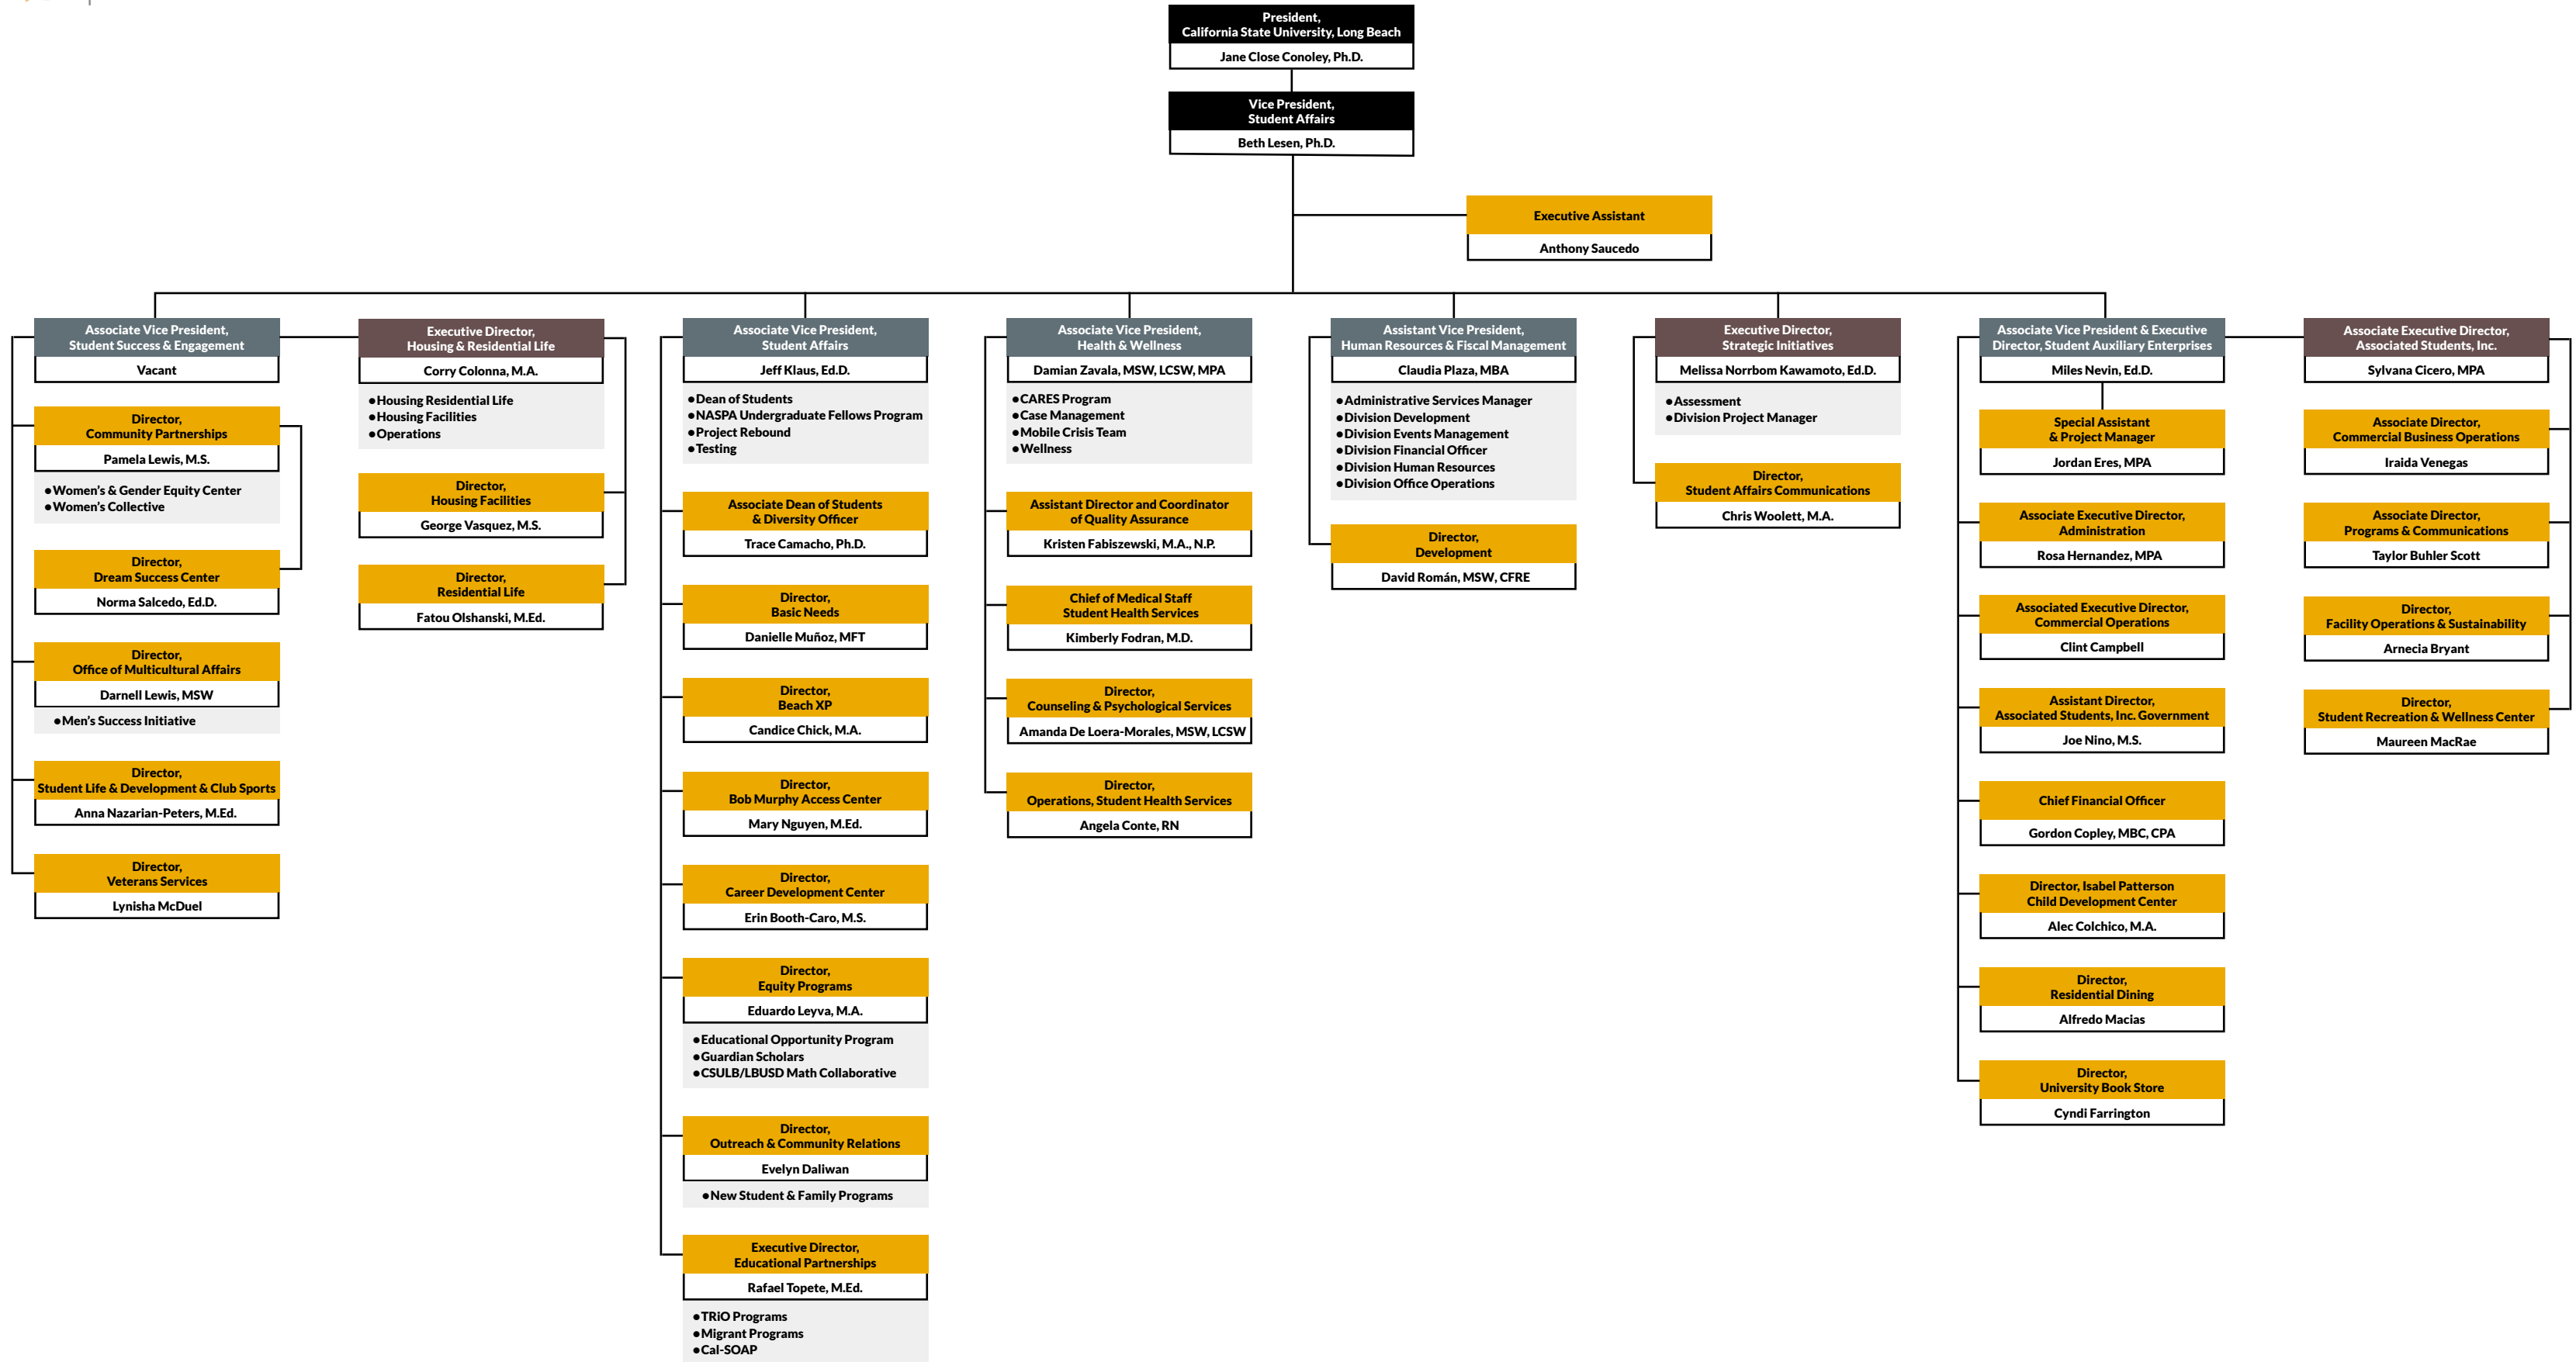 President,
California State University, Long Beach
Jane Close Conoley, Ph.D.
Vice President,
Student Affairs
Beth Lesen, Ph.D.
Executive Assistant
Anthony Saucedo
Associate Vice President,
Student Success & Engagement
Vacant
Director,
Community Partnerships
Pamela Lewis, M.S.
●Women’s & Gender Equity Center
●Women’s Collective
Director,
Dream Success Center
Norma Salcedo, Ed.D.
Director,
Office of Multicultural Affairs
Darnell Lewis, MSW
●Men’s Success Initiative
Director,
Student Life & Development & Club Sports
Anna Nazarian-Peters, M.Ed.
Director,
Veterans Services
Lynisha McDuel
Executive Director,
Housing & Residential Life
Corry Colonna, M.A.
●Housing Residential Life
●Housing Facilities
●Operations
Director,
Housing Facilities
George Vasquez, M.S.
Director,
Residential Life
Fatou Olshanski, M.Ed.
Associate Vice President,
Student Affairs
Jeff Klaus, Ed.D.
●Dean of Students
●NASPA Undergraduate Fellows Program
●Project Rebound
●Testing
Associate Dean of Students
& Diversity Officer
Trace Camacho, Ph.D.
Director,
Basic Needs
Danielle Muñoz, MFT
Director,
Beach XP
Candice Chick, M.A.
Director,
Bob Murphy Access Center
Mary Nguyen, M.Ed.
Director,
Career Development Center
Erin Booth-Caro, M.S.
Director,
Equity Programs
Eduardo Leyva, M.A.
●Educational Opportunity Program
●Guardian Scholars
●CSULB/LBUSD Math Collaborative
Director,
Outreach & Community Relations
Evelyn Daliwan
●New Student & Family Programs
Executive Director,
Educational Partnerships
Rafael Topete, M.Ed.
●TRiO Programs
●Migrant Programs
●Cal-SOAP
Associate Vice President,
Health & Wellness
Damian Zavala, MSW, LCSW, MPA
●CARES Program
●Case Management
●Mobile Crisis Team
●Wellness
Assistant Director and Coordinator
of Quality Assurance
Kristen Fabiszewski, M.A., N.P.
Chief of Medical Staff
Student Health Services
Kimberly Fodran, M.D.
Director,
Counseling & Psychological Services
Amanda De Loera-Morales, MSW, LCSW
Director,
Operations, Student Health Services
Angela Conte, RN
Assistant Vice President,
Human Resources & Fiscal Management
Claudia Plaza, MBA
●Administrative Services Manager
●Division Development
●Division Events Management
●Division Financial Officer
●Division Human Resources
●Division Office Operations
Director,
Development
David Román, MSW, CFRE
Executive Director,
Strategic Initiatives
Melissa Norrbom Kawamoto, Ed.D.
●Assessment
●Division Project Manager
Director,
Student Affairs Communications
Chris Woolett, M.A.
Associate Vice President & Executive
Director, Student Auxiliary Enterprises
Miles Nevin, Ed.D.
Special Assistant
& Project Manager
Jordan Eres, MPA
Associate Executive Director,
Administration
Rosa Hernandez, MPA
Associated Executive Director,
Commercial Operations
Clint Campbell
Assistant Director,
Associated Students, Inc. Government
Joe Nino, M.S.
Chief Financial Officer
Gordon Copley, MBC, CPA
Director, Isabel Patterson
Child Development Center
Alec Colchico, M.A.
Director,
Residential Dining
Alfredo Macias
Director,
University Book Store
Cyndi Farrington
Associate Executive Director,
Associated Students, Inc.
Sylvana Cicero, MPA
Associate Director,
Commercial Business Operations
Iraida Venegas
Associate Director,
Programs & Communications
Taylor Buhler Scott
Director,
Facility Operations & Sustainability
Arnecia Bryant
Director,
Student Recreation & Wellness Center
Maureen MacRae